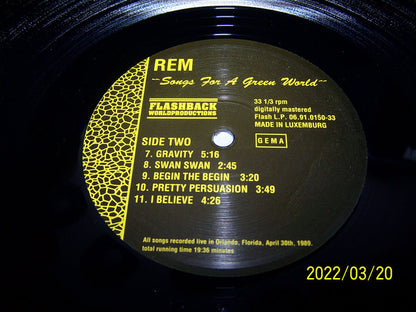 REM
~~Songs For A Green World~~
FLASHBACK
WORLDPRODUCTIONS
33 1/3 rpm
digitally mastered
Flash L.P. 06.91.0150-33
MADE IN LUXEMBURG
GEMA
SIDE TWO
7. GRAVITY 5:16
8. SWAN SWAN 2:45
9. BEGIN THE BEGIN 3:20
10. PRETTY PERSUASION 3:49
11. I BELIEVE 4:26
All songs recorded live in Orlando, Florida, April 30th, 1989.
total running time 19:36 minutes
2022/03/20